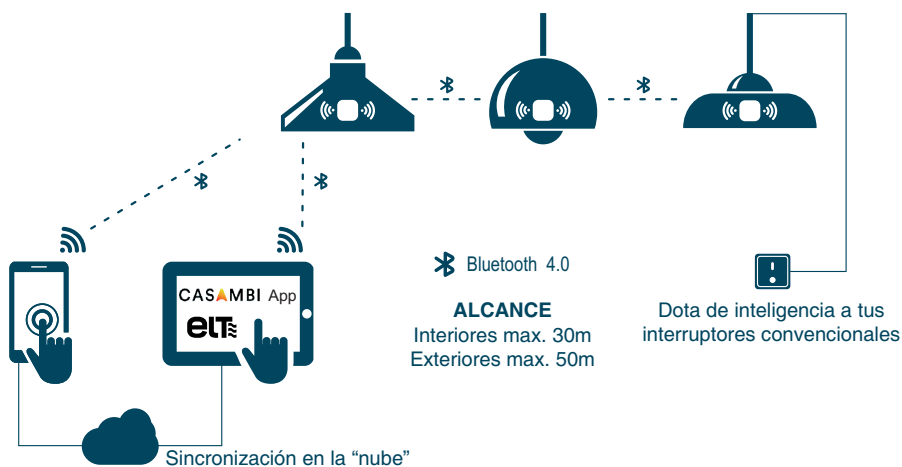 CASAMBI App
eLT
Bluetooth 4.0
ALCANCE
Interiores max. 30m
Exteriores max. 50m
Dota de inteligencia a tus
interruptores convencionales
Sincronización en la “nube”